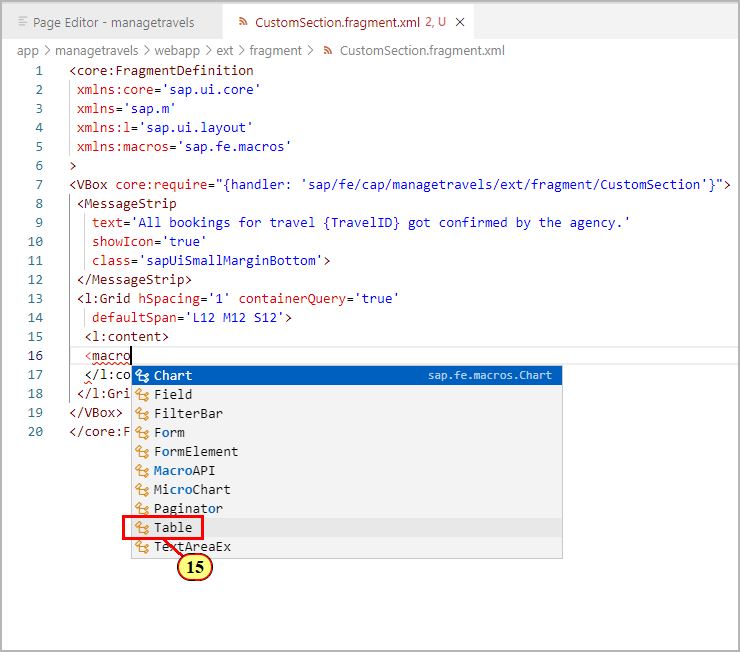 Page Editor - managetravels
CustomSection.fragment.xml 2, U
app > managetravels > webapp > ext > fragment > CustomSection.fragment.xml
1 <core:FragmentDefinition
2 xmlns:core='sap.ui.core'
3 xmlns='sap.m'
4 xmlns:l='sap.ui.layout'
5 xmlns:macros='sap.fe.macros'
6 >
7 <VBox core:require="{handler: 'sap/fe/cap/managetravels/ext/fragment/CustomSection'}">
8 <MessageStrip
9 text='All bookings for travel {TravelID} got confirmed by the agency.'
10 showIcon='true'
11 class='sapUiSmallMarginBottom'>
12 </MessageStrip>
13 <l:Grid hSpacing='1' containerQuery='true'
14 defaultSpan='L12 M12 S12'>
15 <l:content>
16 <macro
17 </l:co
18 </l:Gri
19 </VBox>
20 </core:F
Chart sap.fe.macros.Chart
Field
FilterBar
Form
FormElement
MacroAPI
MicroChart
Paginator
Table
TextAreaEx
15